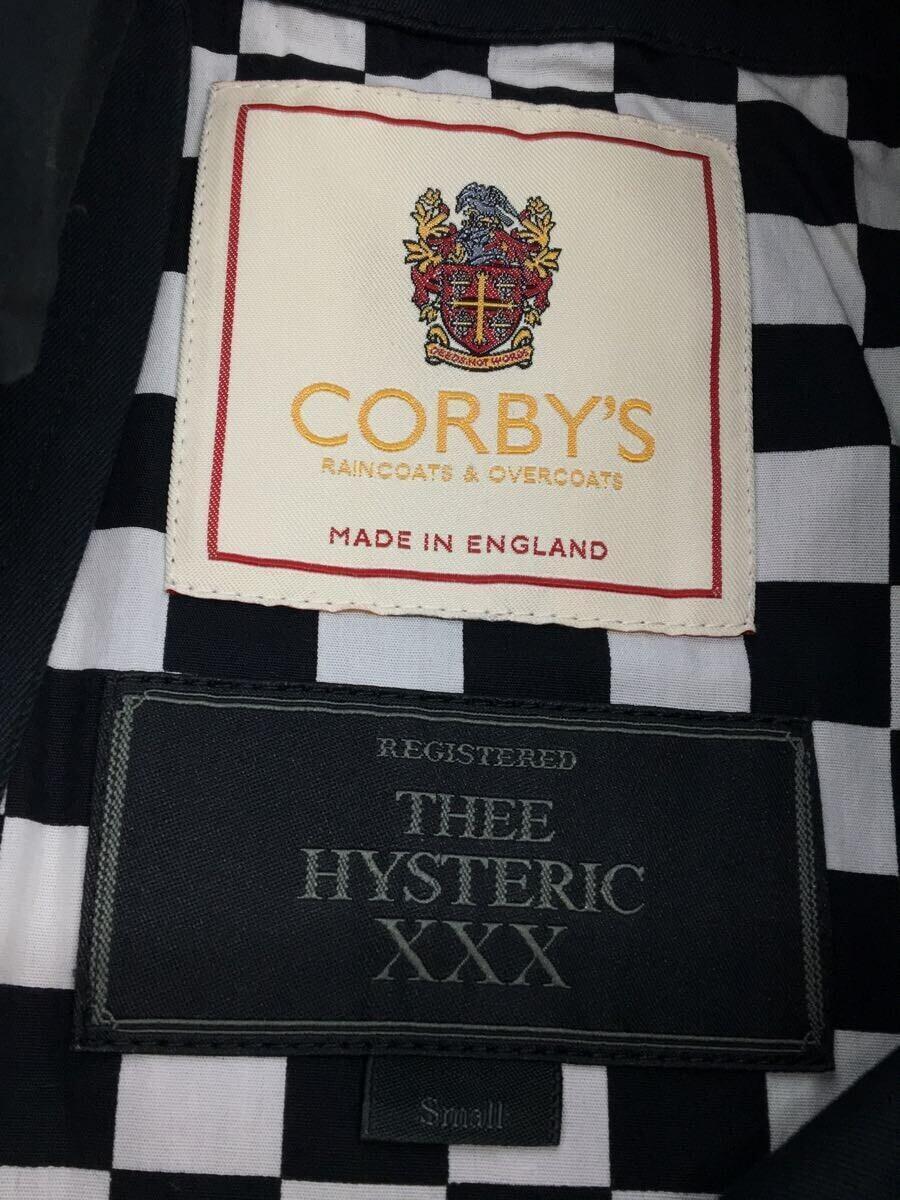 DEEDS NOT WORDS
CORBY'S
RAINCOATS & OVERCOATS
MADE IN ENGLAND
REGISTERED
THEE
HYSTERIC
XXX
Small